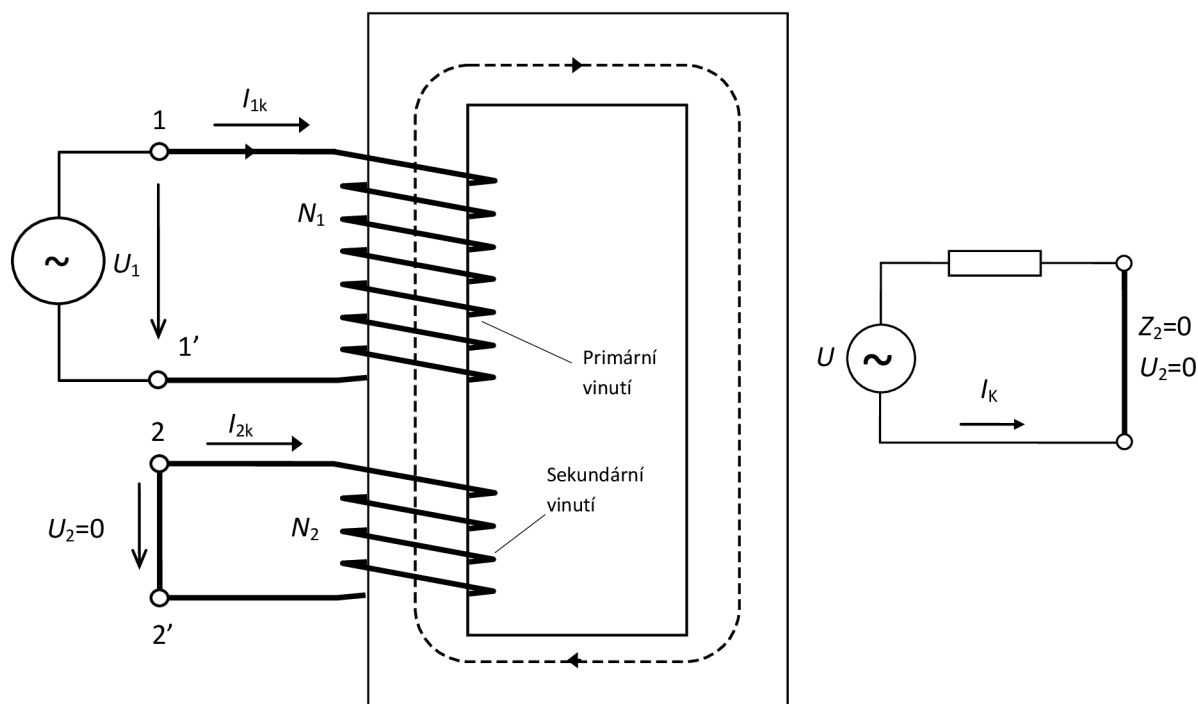 1
I1k
N1
~
U1
1’
Primární
vinutí
2
I2k
Sekundární
vinutí
U2=0
N2
2’
U
~
Z2=0
U2=0
IK